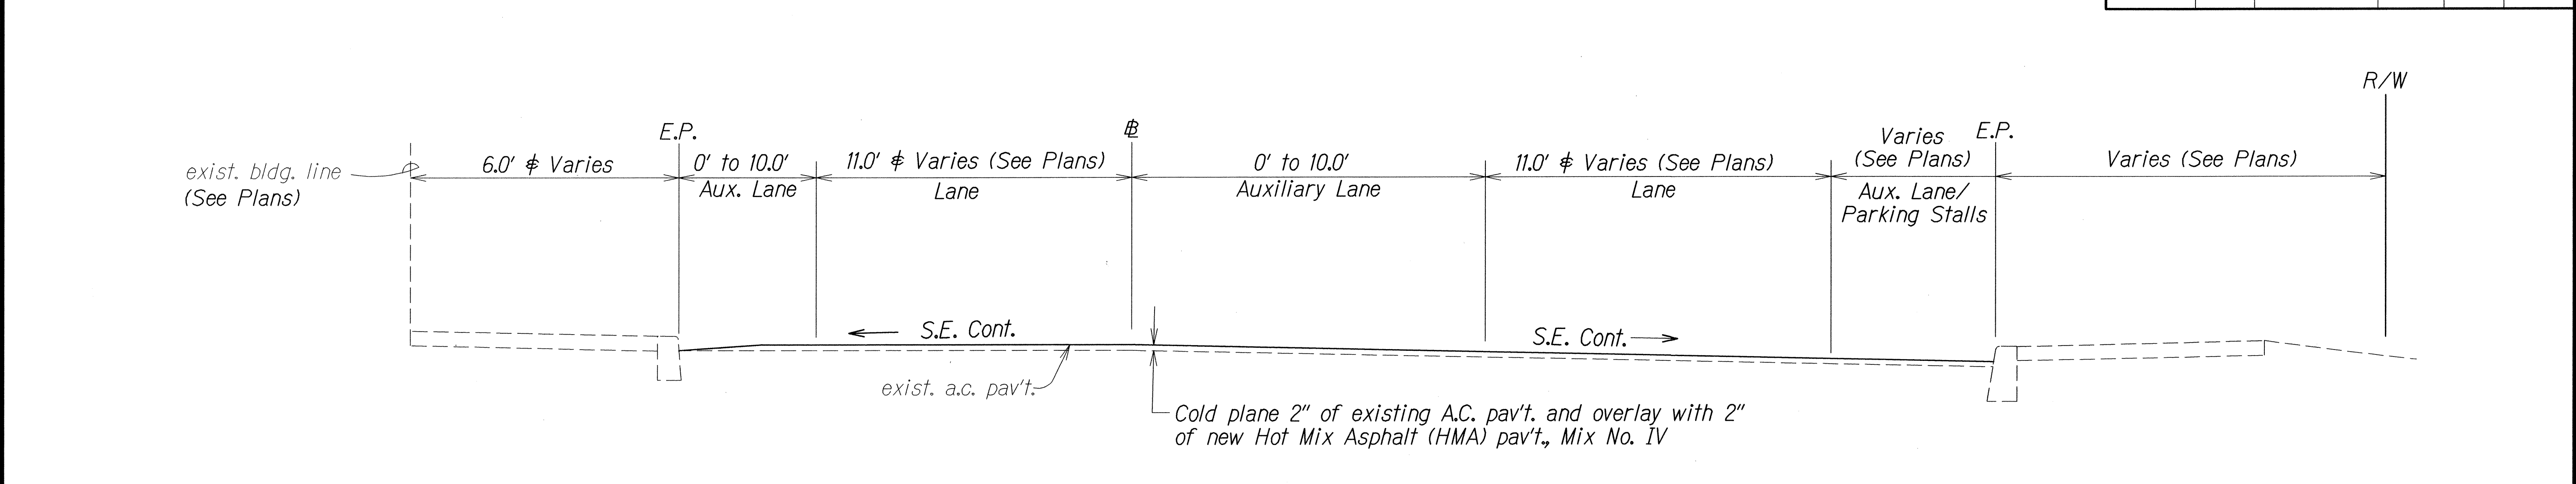 R/W
E.P.
℄
Varies
(See Plans)
E.P.
exist. bldg. line
(See Plans)
6.0' & Varies
0' to 10.0'
Aux. Lane
11.0' & Varies (See Plans)
Lane
0' to 10.0'
Auxiliary Lane
11.0' & Varies (See Plans)
Lane
Aux. Lane/
Parking Stalls
Varies (See Plans)
S.E. Cont.
S.E. Cont.
exist. a.c. pav't.
Cold plane 2" of existing A.C. pav't. and overlay with 2"
of new Hot Mix Asphalt (HMA) pav't., Mix No. IV